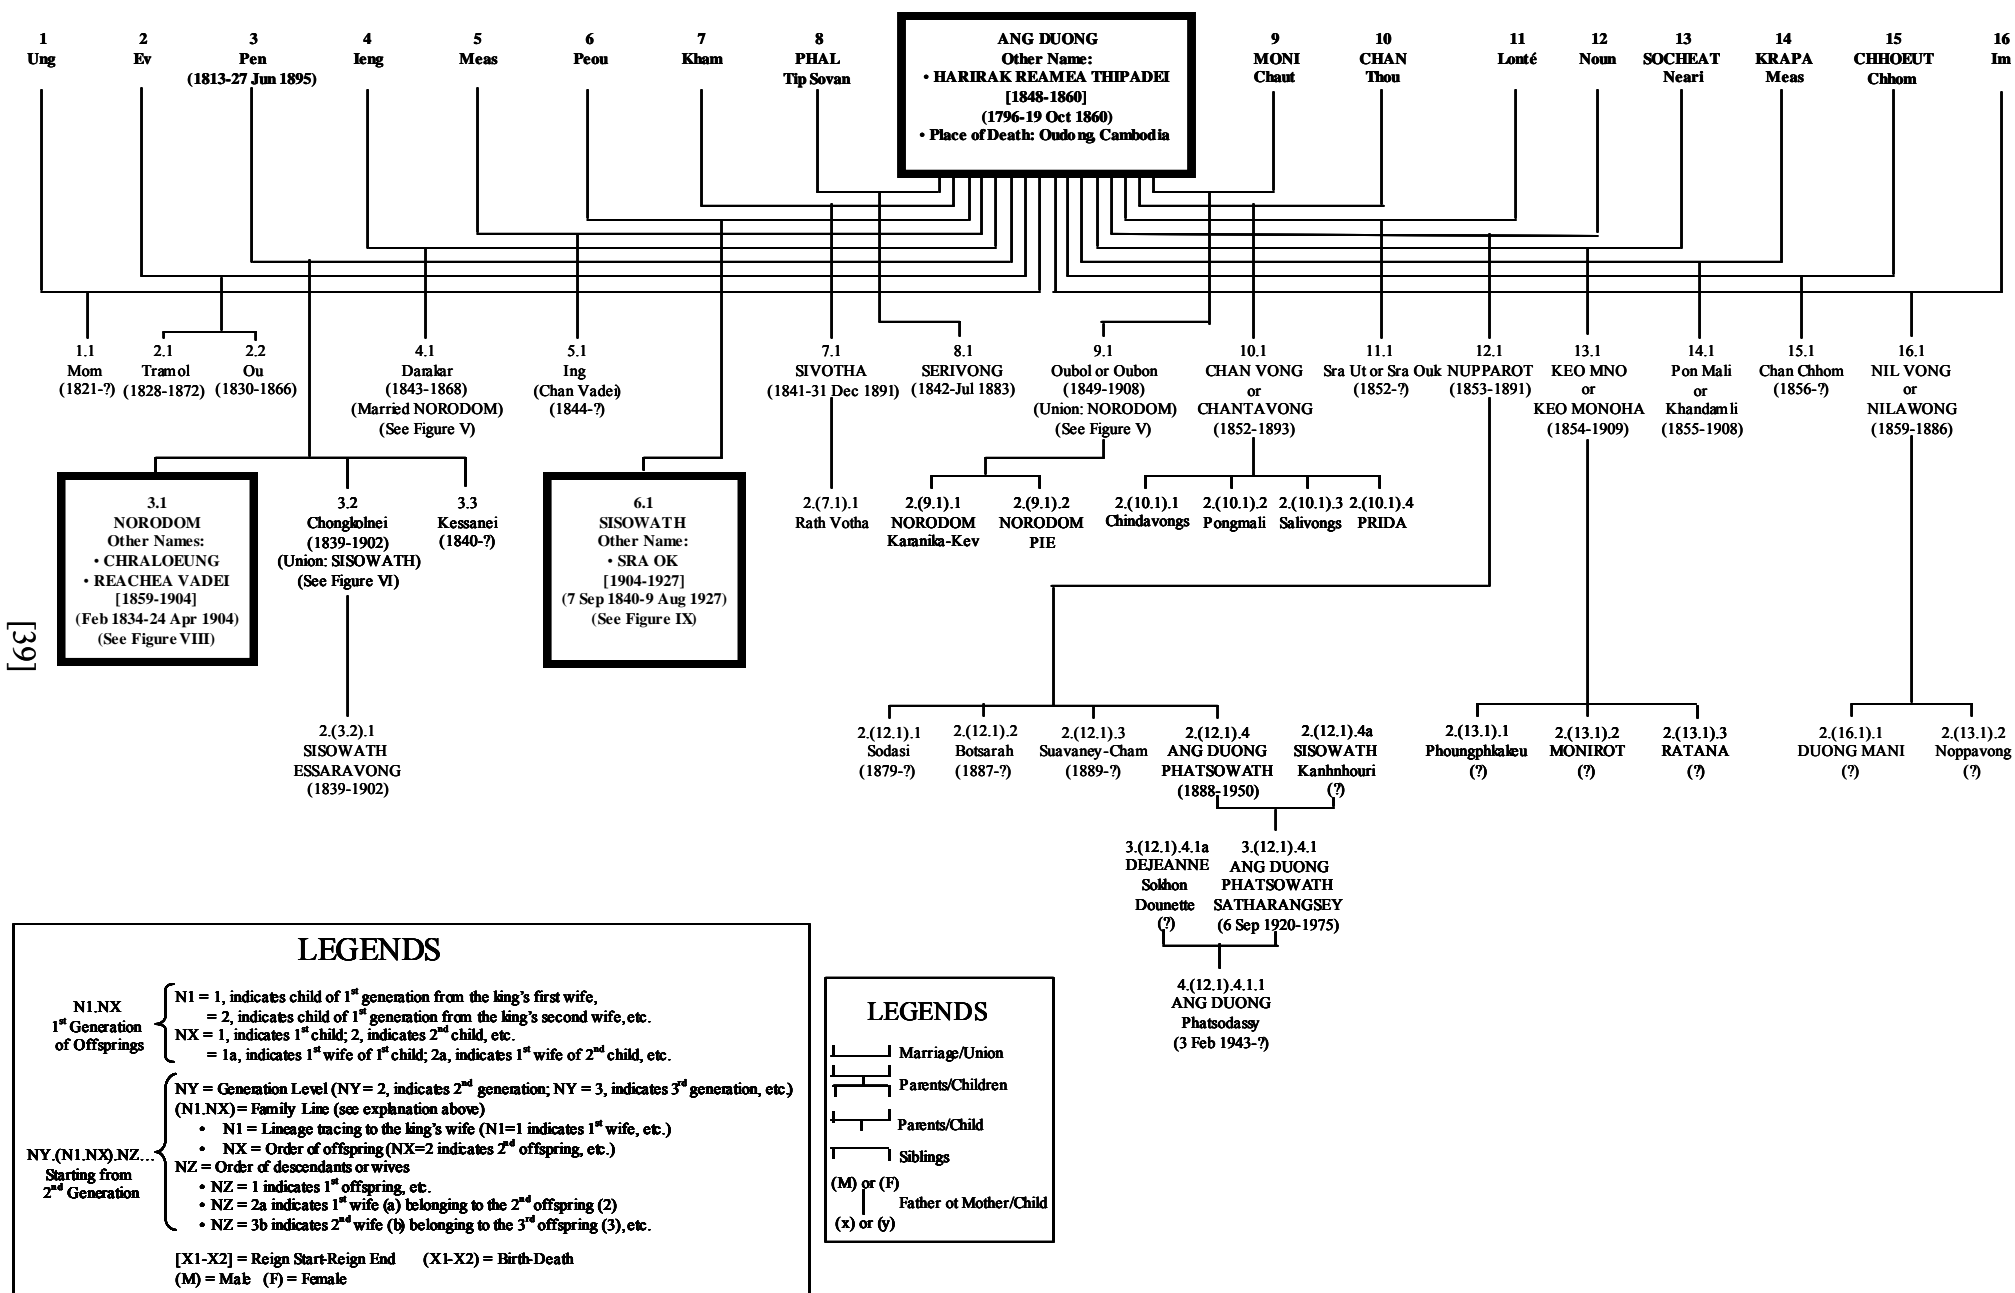 1
Ung
2
Ev
3
Pen
(1813-27 Jun 1895)
4
Ieng
5
Meas
6
Peou
7
Kham
8
PHAL
Tip Sovan
ANG DUONG
Other Name:
• HARIRAK REAMEA THIPADEI
[1848-1860]
(1796-19 Oct 1860)
• Place of Death: Oudong, Cambodia
9
MONI
Chaut
10
CHAN
Thou
11
Lonté
12
Noun
13
SOCHEAT
Neari
14
KRAPA
Meas
15
CHHOEUT
Chhom
16
Im
1.1
Mom
(1821-?)
2.1
Tramol
(1828-1872)
2.2
Ou
(1830-1866)
4.1
Darakar
(1843-1868)
(Married NORODOM)
(See Figure V)
5.1
Ing
(Chan Vadei)
(1844-?)
7.1
SIVOTHA
(1841-31 Dec 1891)
8.1
SERIVONG
(1842-Jul 1883)
9.1
Oubol or Oubon
(1849-1908)
(Union: NORODOM)
(See Figure V)
10.1
CHAN VONG
or
CHANTAVONG
(1852-1893)
11.1
Sra Ut or Sra Ouk
(1852-?)
12.1
NUPPAROT
(1853-1891)
13.1
KEO MNO
or
KEO MONOHA
(1854-1909)
14.1
Pon Mali
or
Khandamli
(1855-1908)
15.1
Chan Chhom
(1856-?)
16.1
NIL VONG
or
NILAWONG
(1859-1886)
3.1
NORODOM
Other Names:
• CHRALOEUNG
• REACHEA VADEI
[1859-1904]
(Feb 1834-24 Apr 1904)
(See Figure VIII)
3.2
Chongkolnei
(1839-1902)
(Union: SISOWATH)
(See Figure VI)
3.3
Kessanei
(1840-?)
6.1
SISOWATH
Other Name:
• SRA OK
[1904-1927]
(7 Sep 1840-9 Aug 1927)
(See Figure IX)
2.(7.1).1
Rath Votha
2.(9.1).1
NORODOM
Karanika-Kev
2.(9.1).2
NORODOM
PIE
2.(10.1).1
Chindavongs
2.(10.1).2
Pongmali
2.(10.1).3
Salivongs
2.(10.1).4
PRIDA
[39]
2.(3.2).1
SISOWATH
ESSARAVONG
(1839-1902)
2.(12.1).1
Sodasi
(1879-?)
2.(12.1).2
Botsarah
(1887-?)
2.(12.1).3
Suavaney-Cham
(1889-?)
2.(12.1).4
ANG DUONG
PHATSOWATH
(1888-1950)
2.(12.1).4a
SISOWATH
Kanhnhouri
(?)
2.(13.1).1
Phoungphkakeu
(?)
2.(13.1).2
MONIROT
(?)
2.(13.1).3
RATANA
(?)
2.(16.1).1
DUONG MANI
(?)
2.(13.1).2
Noppavong
(?)
3.(12.1).4.1a
DEJEANNE
Sokhon
Dounette
(?)
3.(12.1).4.1
ANG DUONG
PHATSOWATH
SATHARANGSEY
(6 Sep 1920-1975)
4.(12.1).4.1.1
ANG DUONG
Phatsodassy
(3 Feb 1943-?)
LEGENDS
N1.NX
1st Generation
of Offsprings
N1 = 1, indicates child of 1st generation from the king's first wife,
= 2, indicates child of 1st generation from the king's second wife, etc.
NX = 1, indicates 1st child; 2, indicates 2nd child, etc.
= 1a, indicates 1st wife of 1st child; 2a, indicates 1st wife of 2nd child, etc.
NY.(N1.NX).NZ...
Starting from
2nd Generation
NY = Generation Level (NY = 2, indicates 2nd generation; NY = 3, indicates 3rd generation, etc.)
(N1.NX) = Family Line (see explanation above)
• N1 = Lineage tracing to the king's wife (N1=1 indicates 1st wife, etc.)
• NX = Order of offspring (NX=2 indicates 2nd offspring, etc.)
NZ = Order of descendants or wives
• NZ = 1 indicates 1st offspring, etc.
• NZ = 2a indicates 1st wife (a) belonging to the 2nd offspring (2)
• NZ = 3b indicates 2nd wife (b) belonging to the 3rd offspring (3), etc.
[X1-X2] = Reign Start-Reign End (X1-X2) = Birth-Death
(M) = Male (F) = Female
LEGENDS
Marriage/Union
Parents/Children
Parents/Child
Siblings
(M) or (F)
Father ot Mother/Child
(x) or (y)